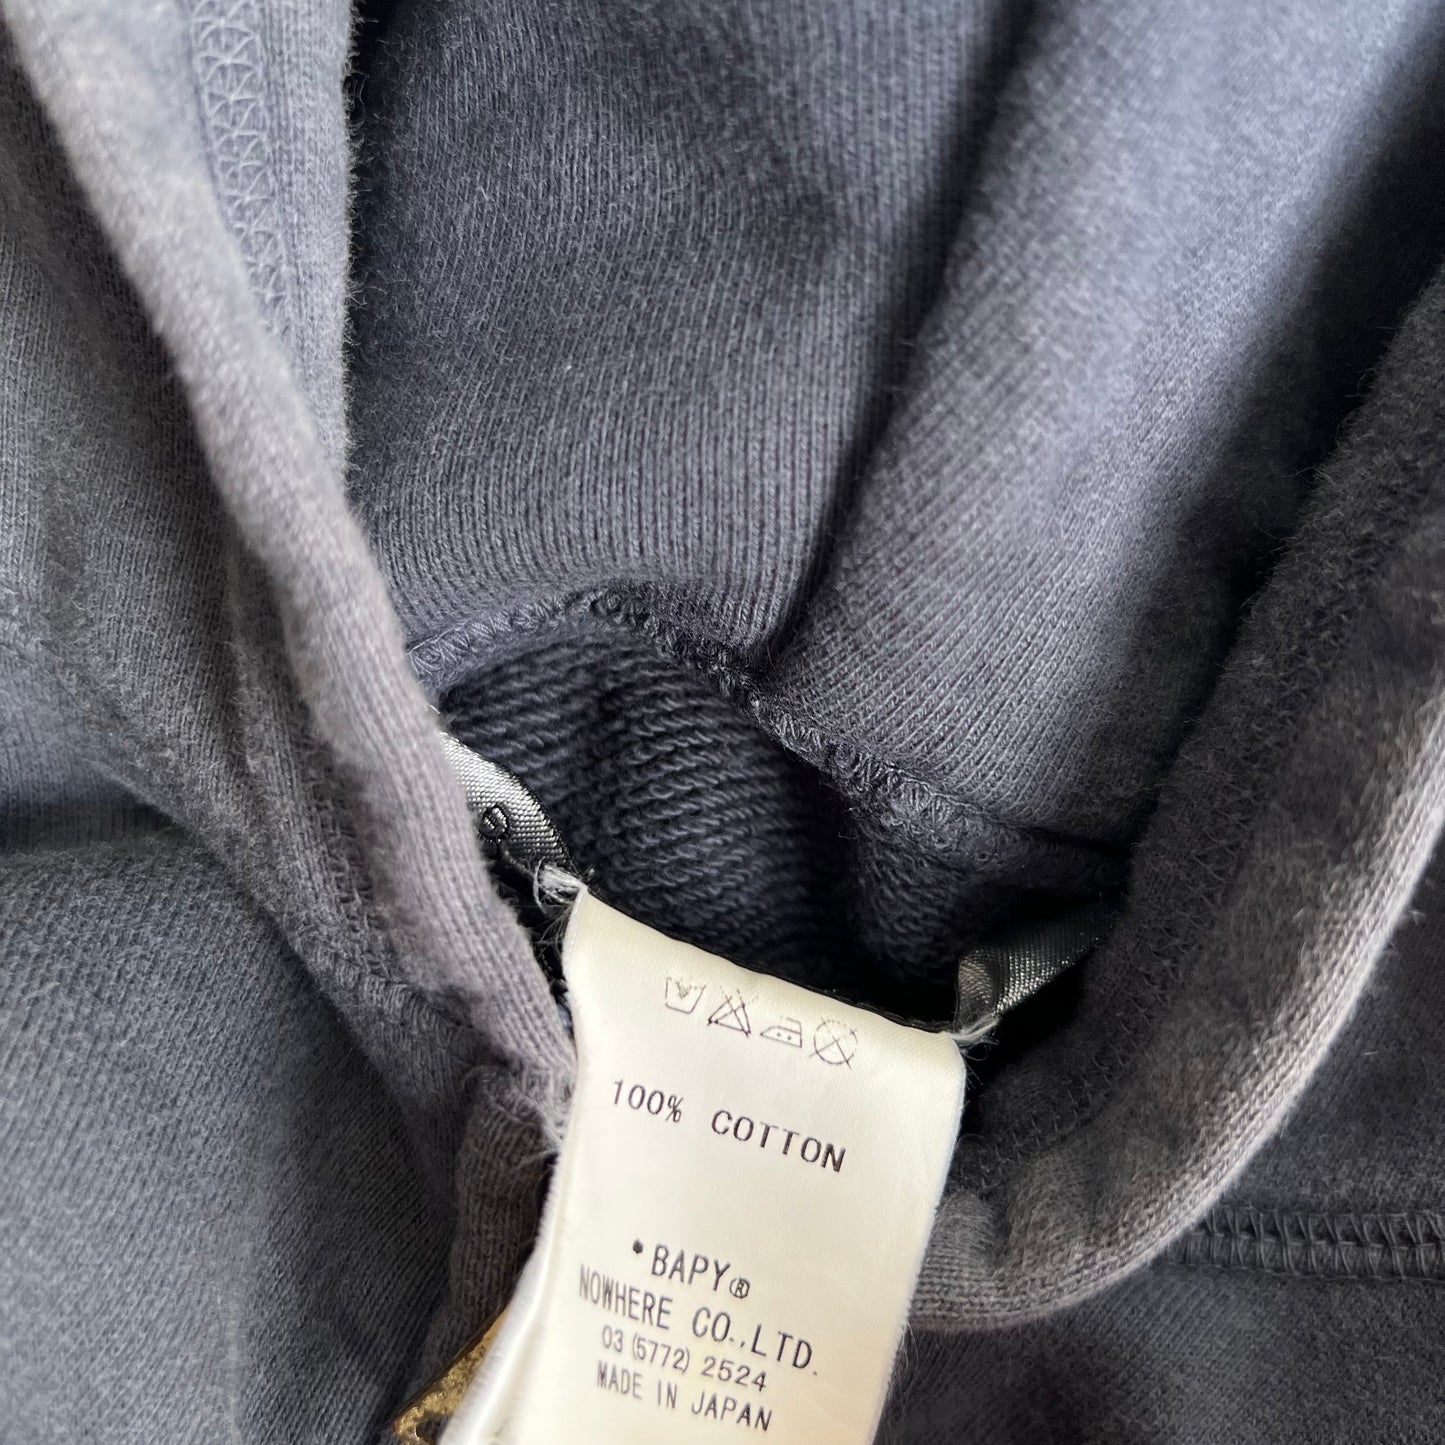 100% COTTON
•BAPY®
NOWHERE CO.,LTD.
03 (5772) 2524
MADE IN JAPAN